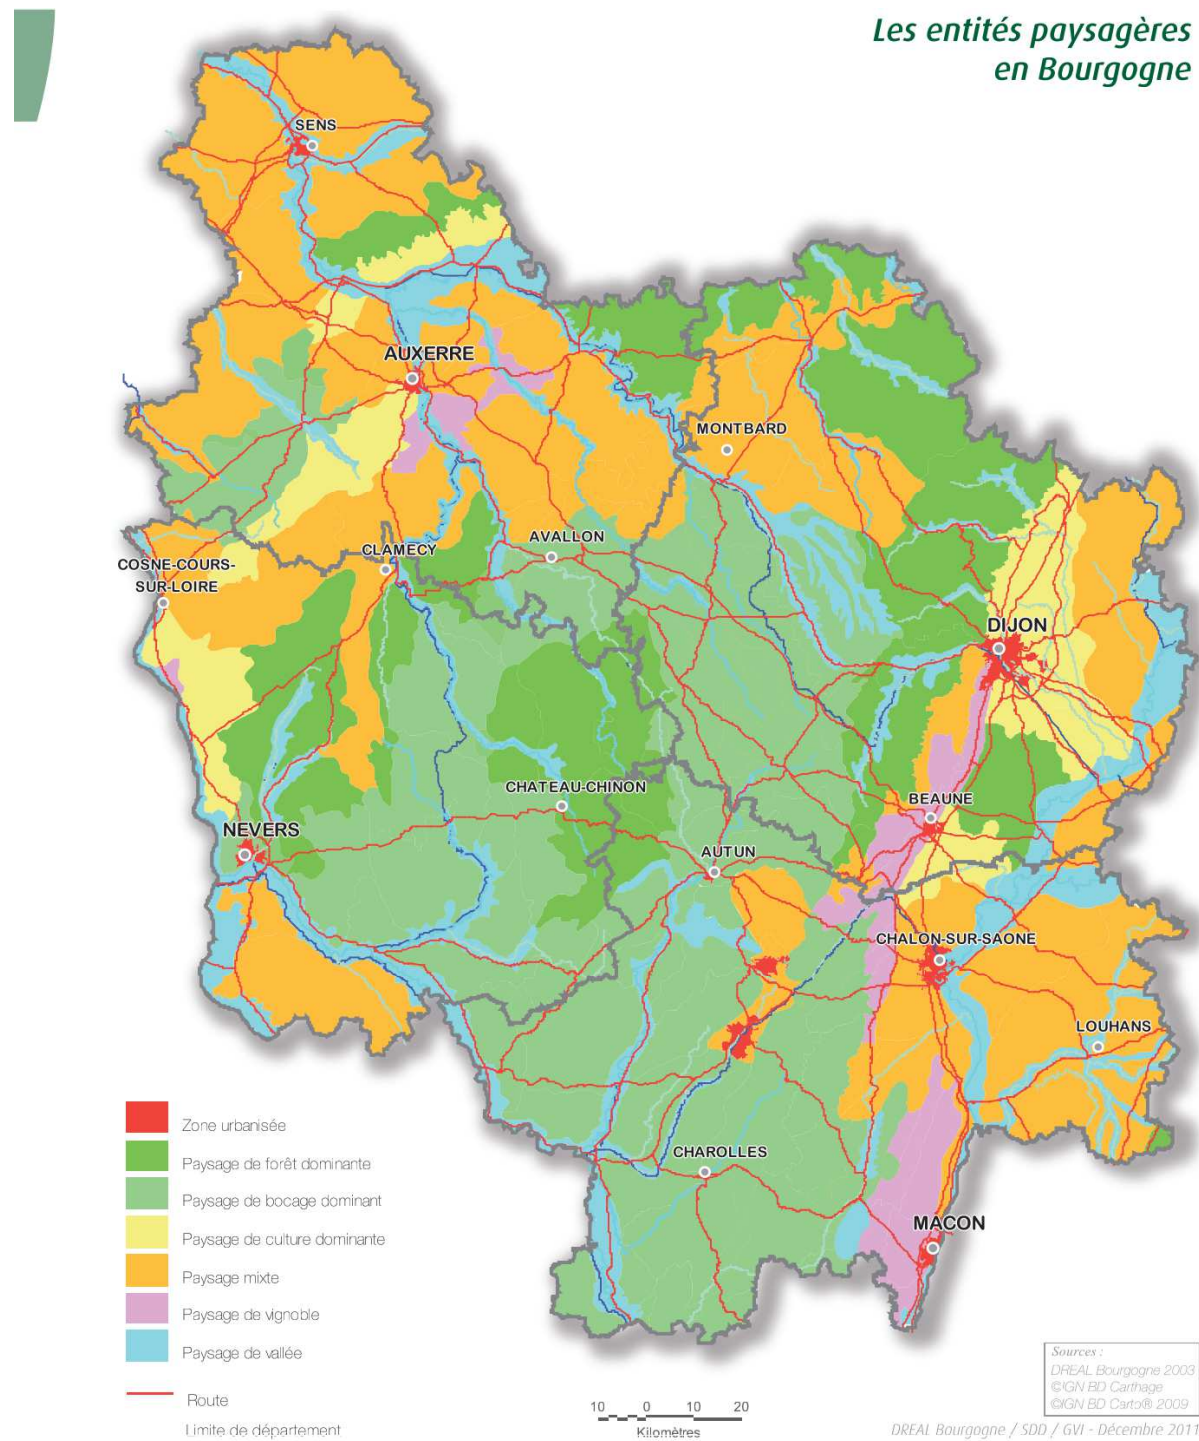 Les entités paysagères
en Bourgogne
SENS
AUXERRE
MONTBARD
AVALLON
CLAMECY
COSNE-COURS-
SUR-LOIRE
DIJON
CHATEAU-CHINON
BEAUNE
NEVERS
AUTUN
CHALON-SUR-SAONE
LOUHANS
CHAROLLES
MACON
Zone urbanisée
Paysage de forêt dominante
Paysage de bocage dominant
Paysage de culture dominante
Paysage mixte
Paysage de vignoble
Paysage de vallée
Route
Limite de département
10 0 10 20
Kilomètres
Sources :
DREAL Bourgogne 2003
©IGN BD Carthage
©IGN BD Carto® 2009
DREAL Bourgogne / SDD / GVI - Décembre 2011